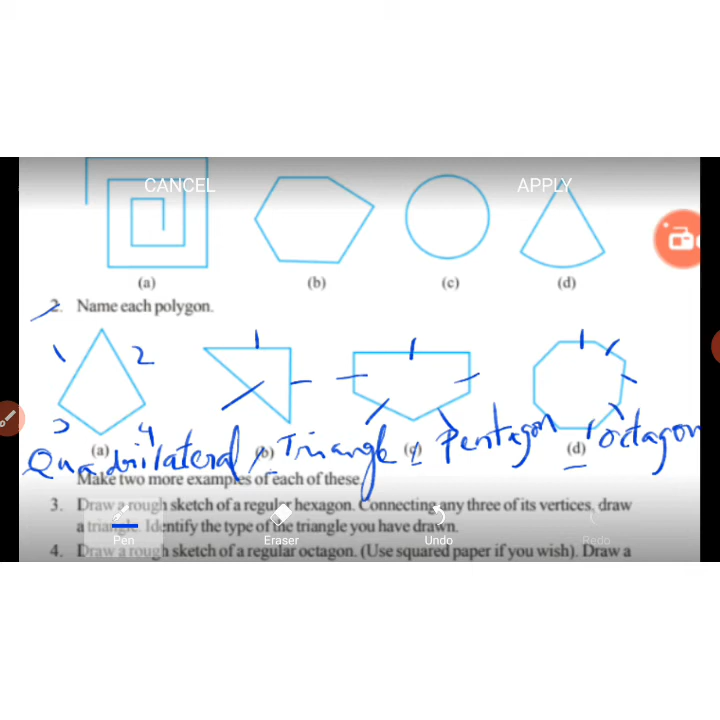 CANCEL APPLY
(a) (b) (c) (d)
2. Name each polygon.
1 2
3 4
(a) (b) (c) (d)
Quadrilateral Triangle Pentagon octagon
Make two more examples of each of these.
3. Draw a rough sketch of a regular hexagon. Connecting any three of its vertices, draw
a triangle. Identify the type of the triangle you have drawn.
4. Draw a rough sketch of a regular octagon. (Use squared paper if you wish). Draw a
Pen Eraser Undo Redo